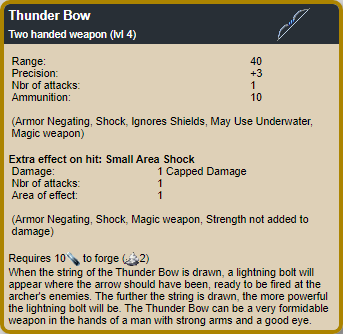 Thunder Bow
Two handed weapon (lvl 4)
Range: 40
Precision: +3
Nbr of attacks: 1
Ammunition: 10
(Armor Negating, Shock, Ignores Shields, May Use Underwater,
Magic weapon)
Extra effect on hit: Small Area Shock
Damage: 1 Capped Damage
Nbr of attacks: 1
Area of effect: 1
(Armor Negating, Shock, Magic weapon, Strength not added to
damage)
Requires 10 to forge (2)
When the string of the Thunder Bow is drawn, a lightning bolt will
appear where the arrow should have been, ready to be fired at the
archer's enemies. The further the string is drawn, the more powerful
the lightning bolt will be. The Thunder Bow can be a very formidable
weapon in the hands of a man with strong arms and a good eye.